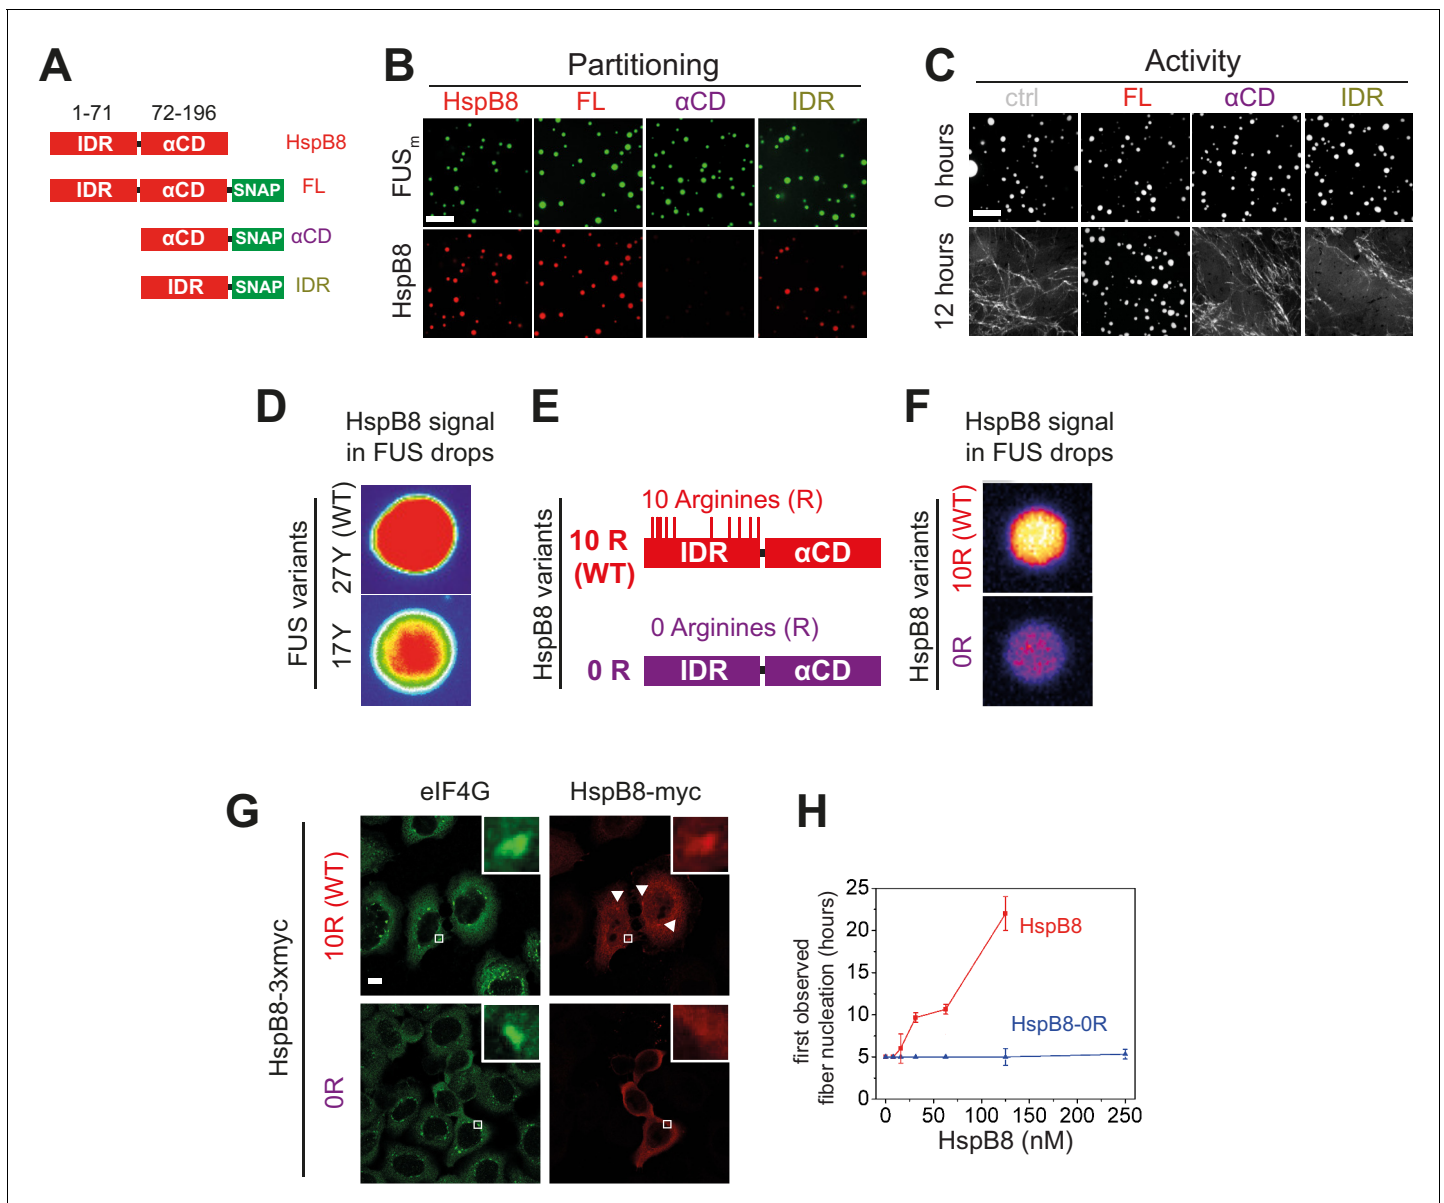 A
1-71 72-196
IDR αCD HspB8
IDR αCD SNAP FL
αCD SNAP αCD
IDR SNAP IDR
B
Partitioning
HspB8 FL αCD IDR
FUSm
HspB8
C
Activity
ctrl FL αCD IDR
0 hours
12 hours
D
HspB8 signal
in FUS drops
FUS variants
27Y (WT)
17Y
E
HspB8 variants
10 Arginines (R)
10 R
(WT)
IDR αCD
0 Arginines (R)
0 R IDR αCD
F
HspB8 signal
in FUS drops
HspB8 variants
10R (WT)
0R
G
eIF4G HspB8-myc
HspB8-3xmyc
10R (WT)
0R
H
first observed
fiber nucleation (hours)
25
20
15
10
5
0
HspB8
HspB8-0R
0 50 100 150 200 250
HspB8 (nM)